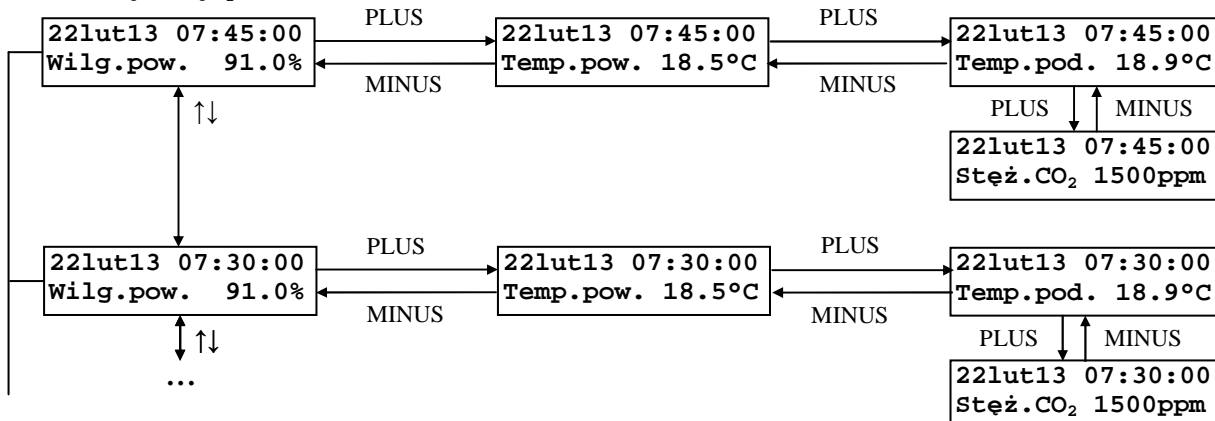 PLUS PLUS
22lut13 07:45:00 22lut13 07:45:00 22lut13 07:45:00
Wilg.pow. 91.0% Temp.pow. 18.5°C Temp.pod. 18.9°C
MINUS MINUS
↑↓
PLUS MINUS
22lut13 07:45:00
Stęż.CO₂ 1500ppm
PLUS PLUS
22lut13 07:30:00 22lut13 07:30:00 22lut13 07:30:00
Wilg.pow. 91.0% Temp.pow. 18.5°C Temp.pod. 18.9°C
MINUS MINUS
↑↓
PLUS MINUS
...
22lut13 07:30:00
Stęż.CO₂ 1500ppm